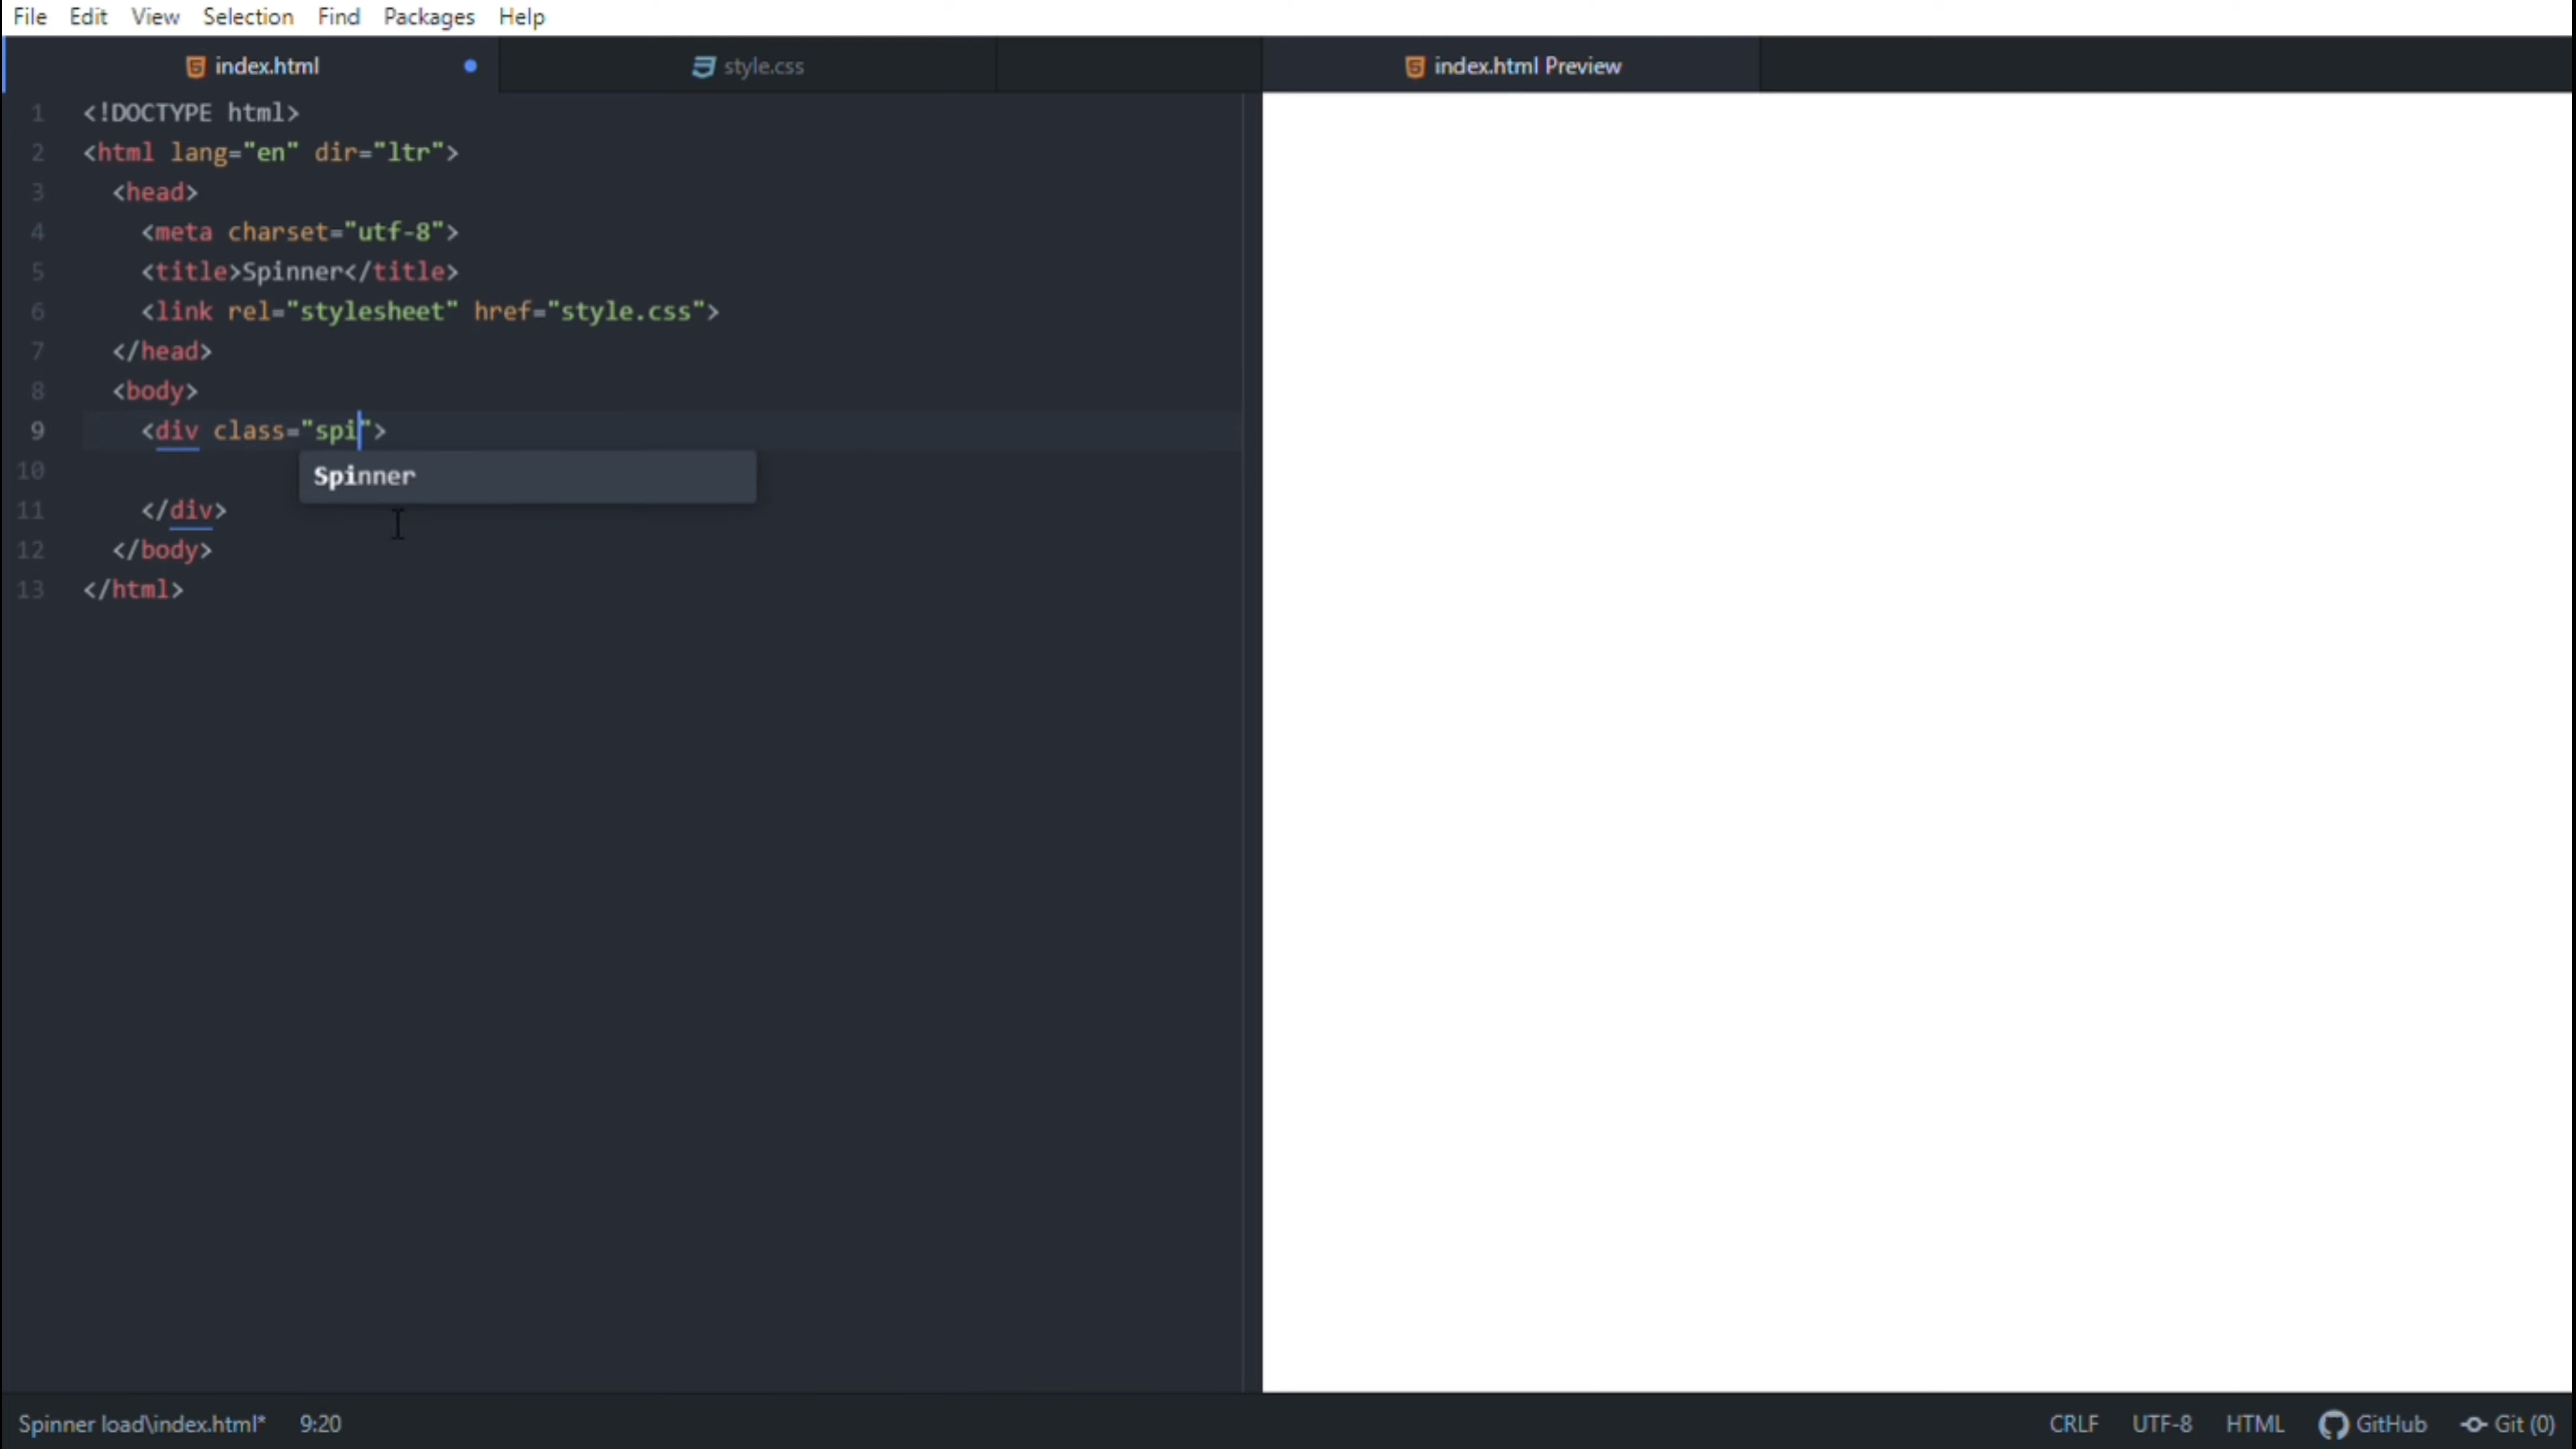 File Edit View Selection Find Packages Help
index.html style.css index.html Preview
1 <!DOCTYPE html>
2 <html lang="en" dir="ltr">
3 <head>
4 <meta charset="utf-8">
5 <title>Spinner</title>
6 <link rel="stylesheet" href="style.css">
7 </head>
8 <body>
9 <div class="spi">
Spinner
10
11 </div>
12 </body>
13 </html>
Spinner load\index.html* 9:20 CRLF UTF-8 HTML GitHub Git (0)